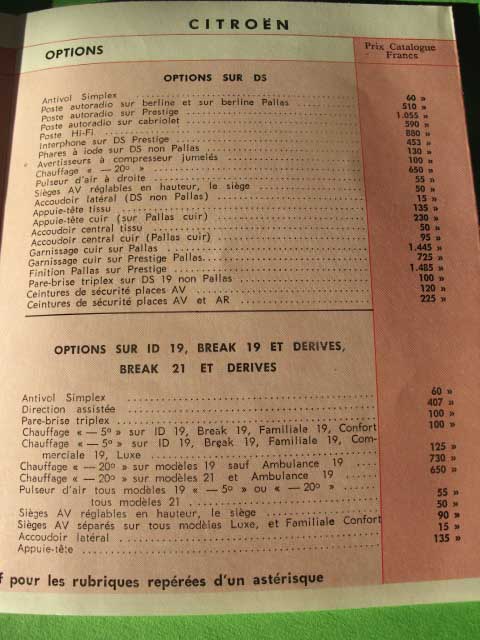 CITROËN
OPTIONS
Prix Catalogue
Francs
OPTIONS SUR DS
Antivol Simplex ........ 60 »
Poste autoradio sur berline et sur berline Pallas ........ 510 »
Poste autoradio sur Prestige ........ 1.055 »
Poste autoradio sur cabriolet ........ 590 »
Poste Hi-Fi ........ 880 »
Interphone sur DS Prestige ........ 453 »
Phares à iode sur DS non Pallas ........ 130 »
* Avertisseurs à compresseur jumelés ........ 100 »
Chauffage « — 20° » ........ 650 »
Pulseur d'air à droite ........ 55 »
Sièges AV réglables en hauteur, le siège ........ 50 »
Accoudoir latéral (DS non Pallas) ........ 15 »
Appuie-tête tissu ........ 135 »
Appuie-tête cuir (sur Pallas cuir) ........ 230 »
Accoudoir central tissu ........ 50 »
Accoudoir central cuir (Pallas cuir) ........ 95 »
Garnissage cuir sur Pallas ........ 1.445 »
Garnissage cuir sur Prestige Pallas ........ 725 »
Finition Pallas sur Prestige ........ 1.485 »
Pare-brise triplex sur DS 19 non Pallas ........ 100 »
Ceintures de sécurité places AV ........ 120 »
Ceintures de sécurité places AV et AR ........ 225 »
OPTIONS SUR ID 19, BREAK 19 ET DERIVES,
BREAK 21 ET DERIVES
Antivol Simplex ........ 60 »
Direction assistée ........ 407 »
Pare-brise triplex ........ 100 »
Chauffage « — 5° » sur ID 19, Break 19, Familiale 19, Confort 100 »
Chauffage « — 5° » sur ID 19, Break 19, Familiale 19, Com-
merciale 19, Luxe ........ 125 »
Chauffage « — 20° » sur modèles 19 sauf Ambulance 19 .... 730 »
Chauffage « — 20° » sur modèles 21 et Ambulance 19 .... 650 »
Pulseur d'air tous modèles 19 « — 5° » ou « — 20° » ....
tous modèles 21 ........ 55 »
Sièges AV réglables en hauteur, le siège ........ 50 »
Sièges AV séparés sur tous modèles Luxe, et Familiale Confort 90 »
Accoudoir latéral ........ 15 »
Appuie-tête ........ 135 »
f pour les rubriques repérées d'un astérisque